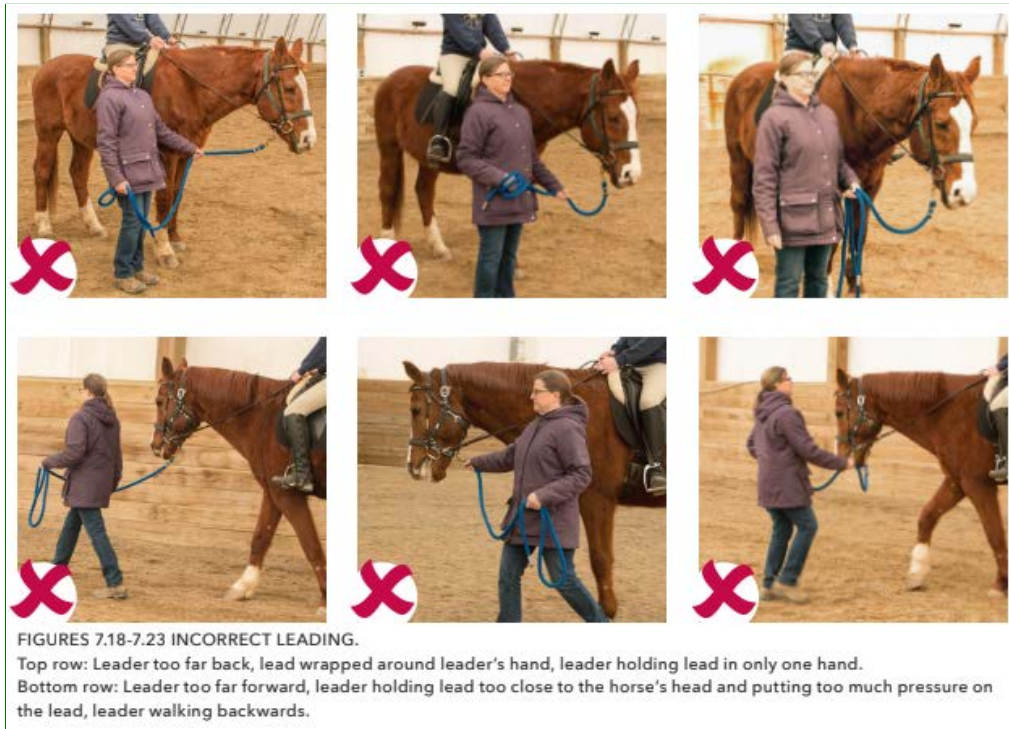 FIGURES 7.18-7.23 INCORRECT LEADING.
Top row: Leader too far back, lead wrapped around leader's hand, leader holding lead in only one hand.
Bottom row: Leader too far forward, leader holding lead too close to the horse's head and putting too much pressure on
the lead, leader walking backwards.